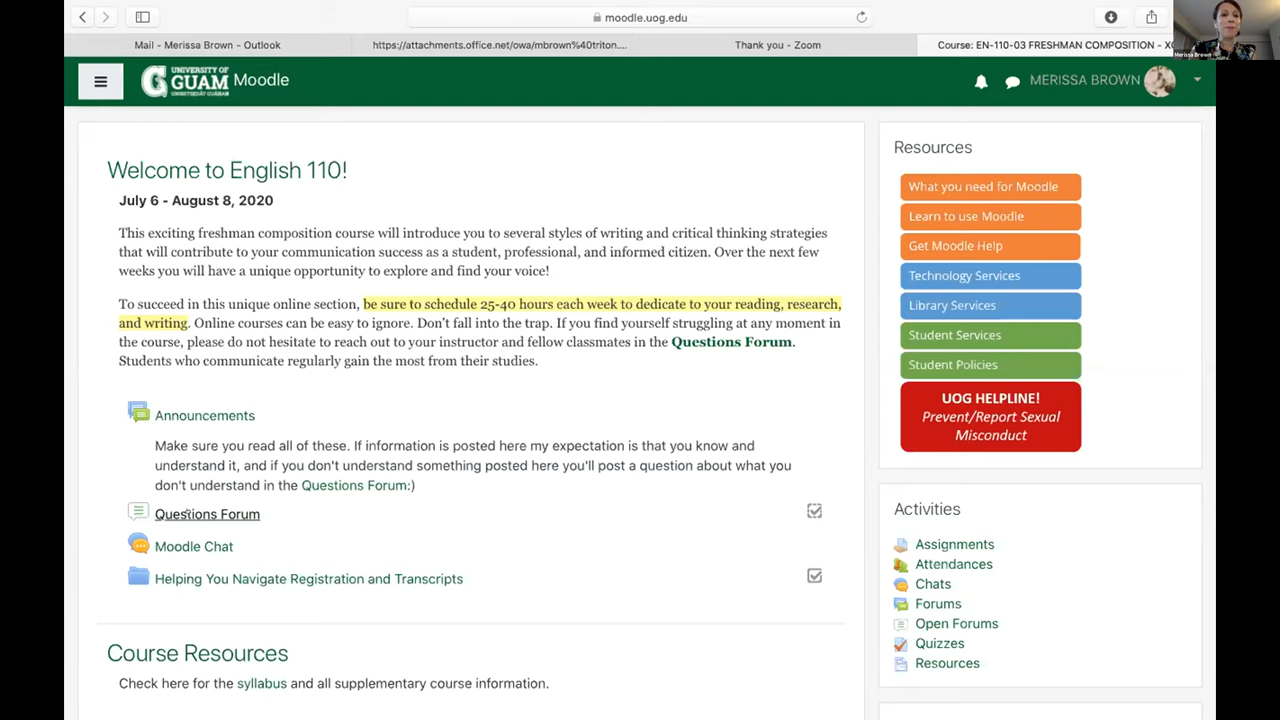 moodle.uog.edu
Mail - Merissa Brown - Outlook
https://attachments.office.net/owa/mbrown%40triton....
Thank you - Zoom
Course: EN-110-03 FRESHMAN COMPOSITION -
Merissa Brown
UNIVERSITY OF
GUAM
UNIBETSEDÅT GUÅHAN
Moodle
MERISSA BROWN
Welcome to English 110!
July 6 - August 8, 2020
This exciting freshman composition course will introduce you to several styles of writing and critical thinking strategies
that will contribute to your communication success as a student, professional, and informed citizen. Over the next few
weeks you will have a unique opportunity to explore and find your voice!
To succeed in this unique online section, be sure to schedule 25-40 hours each week to dedicate to your reading, research,
and writing. Online courses can be easy to ignore. Don't fall into the trap. If you find yourself struggling at any moment in
the course, please do not hesitate to reach out to your instructor and fellow classmates in the Questions Forum.
Students who communicate regularly gain the most from their studies.
Announcements
Make sure you read all of these. If information is posted here my expectation is that you know and
understand it, and if you don't understand something posted here you'll post a question about what you
don't understand in the Questions Forum:)
Questions Forum
Moodle Chat
Helping You Navigate Registration and Transcripts
Course Resources
Check here for the syllabus and all supplementary course information.
Resources
What you need for Moodle
Learn to use Moodle
Get Moodle Help
Technology Services
Library Services
Student Services
Student Policies
UOG HELPLINE!
Prevent/Report Sexual
Misconduct
Activities
Assignments
Attendances
Chats
Forums
Open Forums
Quizzes
Resources